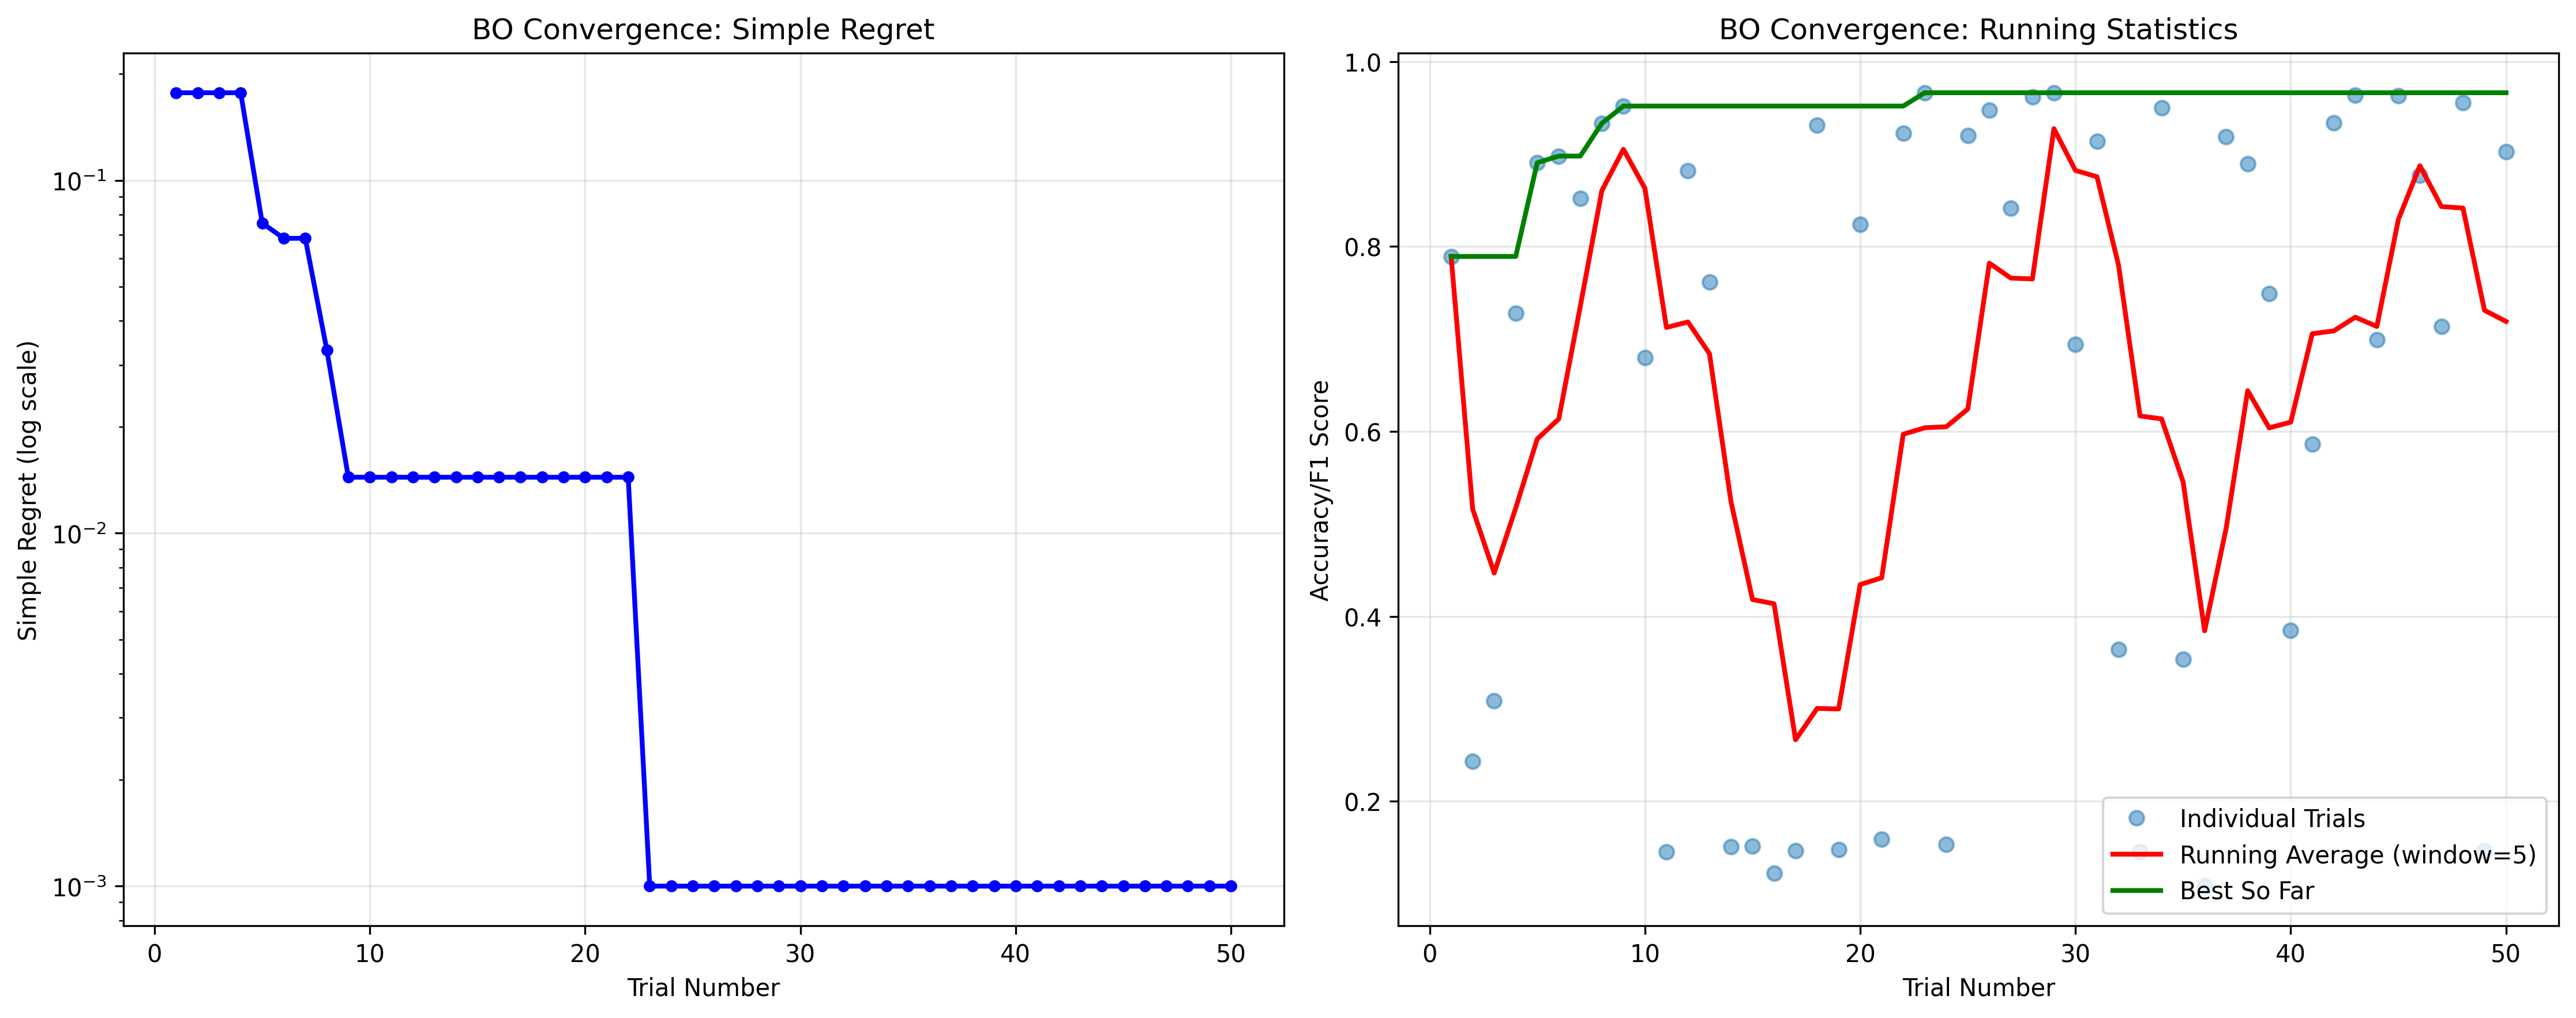 BO Convergence: Simple Regret
Simple Regret (log scale)
10⁻¹
10⁻²
10⁻³
0 10 20 30 40 50
Trial Number
BO Convergence: Running Statistics
Accuracy/F1 Score
1.0
0.8
0.6
0.4
0.2
Individual Trials
Running Average (window=5)
Best So Far
0 10 20 30 40 50
Trial Number